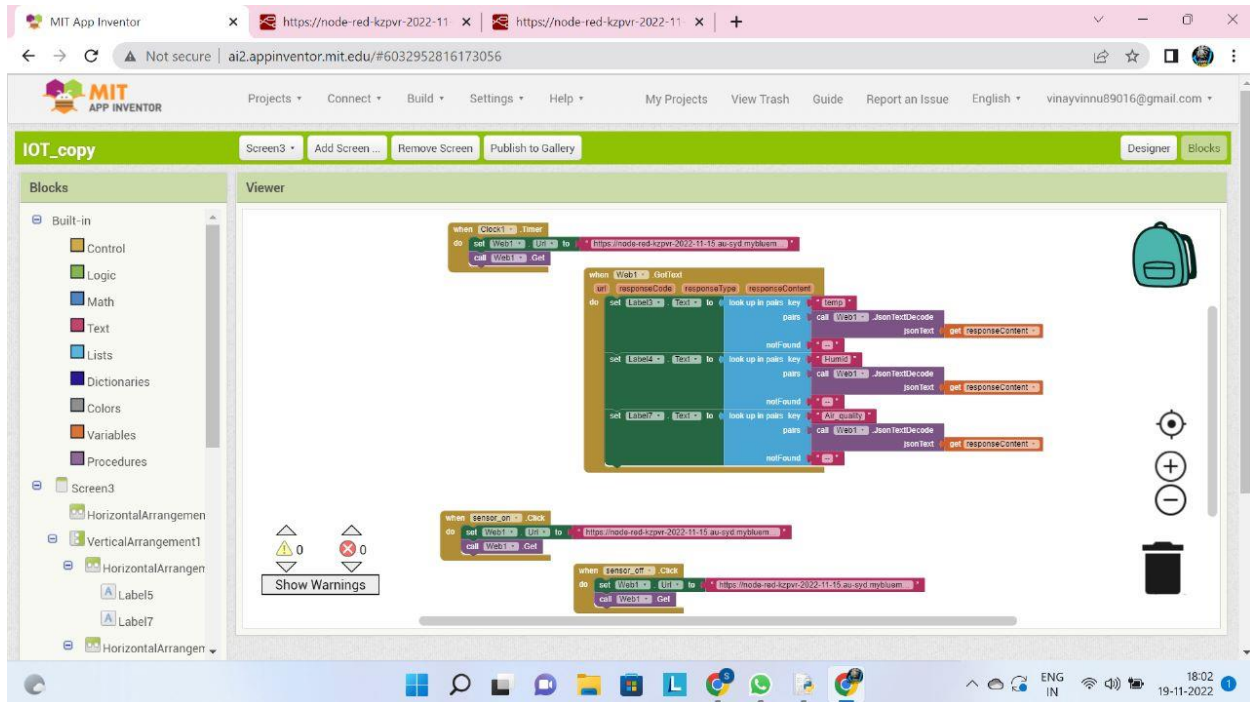 MIT App Inventor
https://node-red-kzpvr-2022-11-
https://node-red-kzpvr-2022-11-
Not secure | ai2.appinventor.mit.edu/#6032952816173056
MIT
APP INVENTOR
Projects Connect Build Settings Help My Projects View Trash Guide Report an Issue English vinayvinnu89016@gmail.com
IOT_copy
Screen3 Add Screen ... Remove Screen Publish to Gallery Designer Blocks
Blocks
Viewer
Built-in
Control
Logic
Math
Text
Lists
Dictionaries
Colors
Variables
Procedures
Screen3
HorizontalArrangemen
VerticalArrangement1
HorizontalArrangen
Label5
Label7
HorizontalArrangen
when Clock1 .Timer
do set Web1 . Url to " https://node-red-kzpvr-2022-11-15.au-syd.mybluem... "
call Web1 .Get
when Web1 .GotText
url responseCode responseType responseContent
do set Label3 . Text to look up in pairs key " temp "
pairs call Web1 .JsonTextDecode
jsonText get responseContent
notFound " -- "
set Label4 . Text to look up in pairs key " Humid "
pairs call Web1 .JsonTextDecode
jsonText get responseContent
notFound " -- "
set Label7 . Text to look up in pairs key " Air_quality "
pairs call Web1 .JsonTextDecode
jsonText get responseContent
notFound " -- "
when sensor_on .Click
do set Web1 . Url to " https://node-red-kzpvr-2022-11-15.au-syd.mybluem... "
call Web1 .Get
when sensor_off .Click
do set Web1 . Url to " https://node-red-kzpvr-2022-11-15.au-syd.mybluem... "
call Web1 .Get
0 0
Show Warnings
ENG
IN
18:02
19-11-2022
1